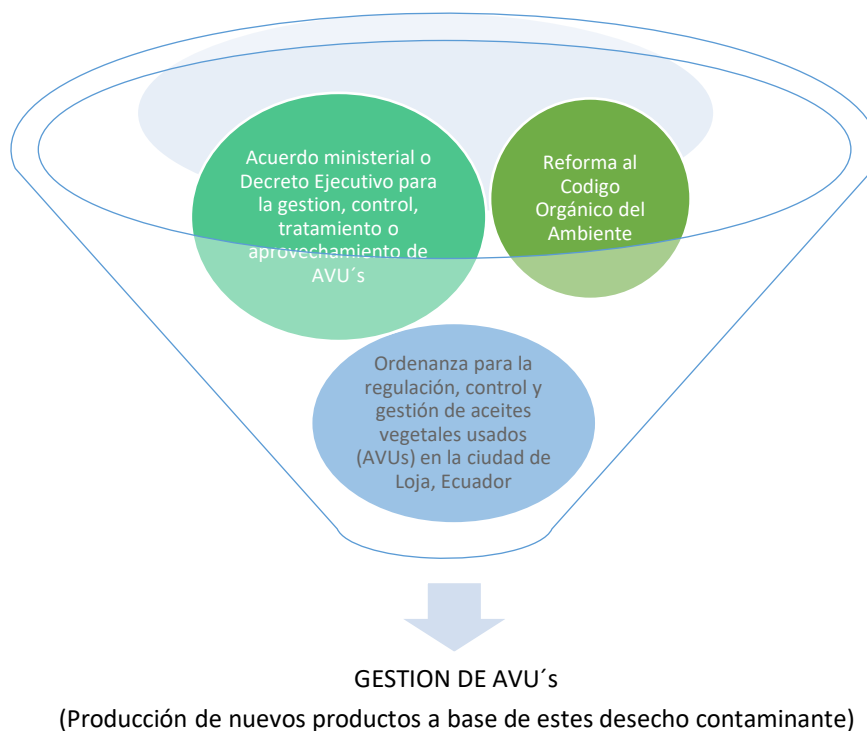 Acuerdo ministerial o
Decreto Ejecutivo para
la gestion, control,
tratamiento o
aprovechamiento de
AVU´s
Reforma al
Codigo
Orgánico del
Ambiente
Ordenanza para la
regulación, control y
gestión de aceites
vegetales usados
(AVUs) en la ciudad de
Loja, Ecuador
GESTION DE AVU´s
(Producción de nuevos productos a base de estes desecho contaminante)